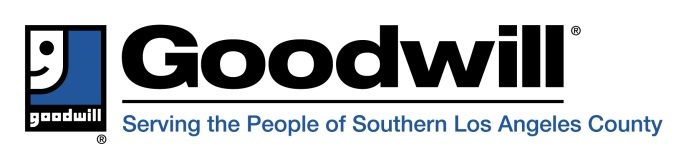 Goodwill®
goodwill®
Serving the People of Southern Los Angeles County